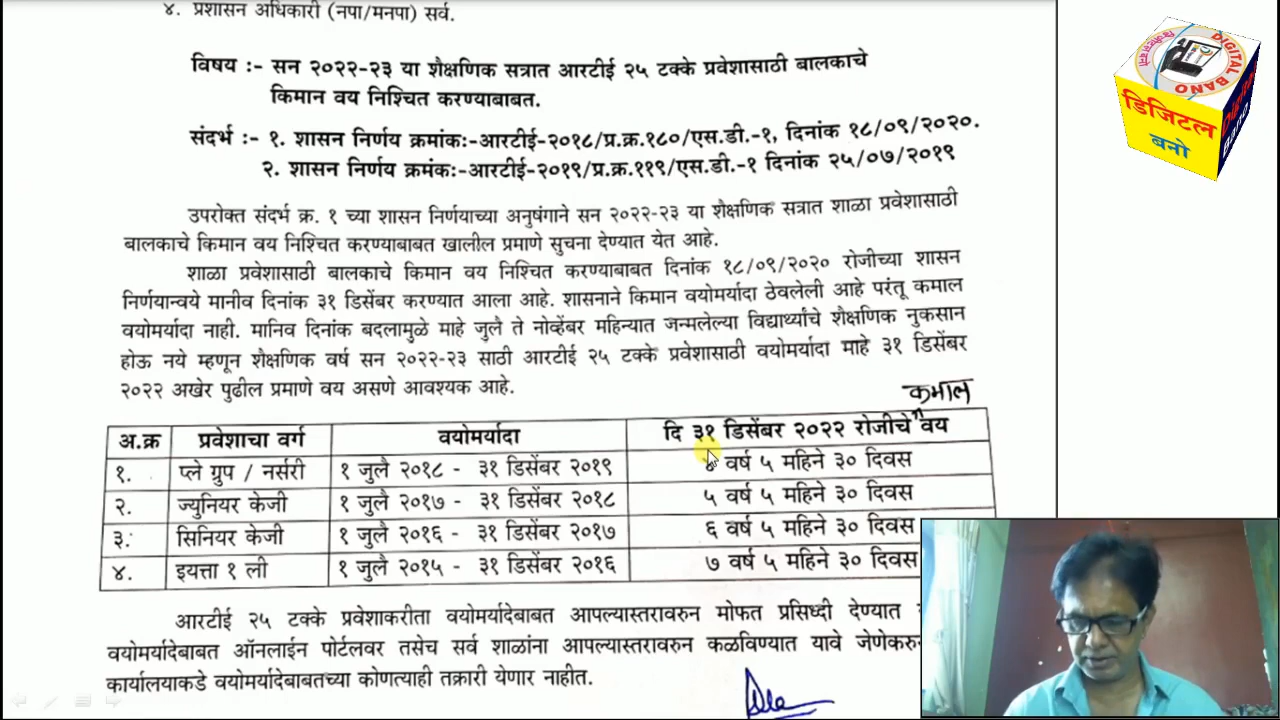 ४. प्रशासन अधिकारी (नपा/मनपा) सर्व.
विषय :- सन २०२२-२३ या शैक्षणिक सत्रात आरटीई २५ टक्के प्रवेशासाठी बालकाचे
किमान वय निश्चित करण्याबाबत.
संदर्भ :- १. शासन निर्णय क्रमांकः-आरटीई-२०१८/प्र.क्र.१८०/एस.डी.-१, दिनांक १८/०९/२०२०.
२. शासन निर्णय क्रमंकः-आरटीई-२०१९/प्र.क्र.११९/एस.डी.-१ दिनांक २५/०७/२०१९
उपरोक्त संदर्भ क्र. १ च्या शासन निर्णयाच्या अनुषंगाने सन २०२२-२३ या शैक्षणिक सत्रात शाळा प्रवेशासाठी
बालकाचे किमान वय निश्चित करण्याबाबत खालील प्रमाणे सुचना देण्यात येत आहे.
शाळा प्रवेशासाठी बालकाचे किमान वय निश्चित करण्याबाबत दिनांक १८/०९/२०२० रोजीच्या शासन
निर्णयान्वये मानीव दिनांक ३१ डिसेंबर करण्यात आला आहे. शासनाने किमान वयोमर्यादा ठेवलेली आहे परंतू कमाल
वयोमर्यादा नाही. मानिव दिनांक बदलामुळे माहे जुलै ते नोव्हेंबर महिन्यात जन्मलेल्या विद्यार्थ्यांचे शैक्षणिक नुकसान
होऊ नये म्हणून शैक्षणिक वर्ष सन २०२२-२३ साठी आरटीई २५ टक्के प्रवेशासाठी वयोमर्यादा माहे ३१ डिसेंबर
२०२२ अखेर पुढील प्रमाणे वय असणे आवश्यक आहे.
कमाल
अ.क्र प्रवेशाचा वर्ग वयोमर्यादा दि ३१ डिसेंबर २०२२ रोजीचे वय
१. प्ले ग्रुप / नर्सरी १ जुलै २०१८ - ३१ डिसेंबर २०१९ वर्ष ५ महिने ३० दिवस
२. ज्युनियर केजी १ जुलै २०१७ - ३१ डिसेंबर २०१८ ५ वर्ष ५ महिने ३० दिवस
३. सिनियर केजी १ जुलै २०१६ - ३१ डिसेंबर २०१७ ६ वर्ष ५ महिने ३० दिवस
४. इयत्ता १ ली १ जुलै २०१५ - ३१ डिसेंबर २०१६ ७ वर्ष ५ महिने ३० दिवस
आरटीई २५ टक्के प्रवेशाकरीता वयोमर्यादेबाबत आपल्यास्तरावरुन मोफत प्रसिध्दी देण्यात
वयोमर्यादेबाबत ऑनलाईन पोर्टलवर तसेच सर्व शाळांना आपल्यास्तरावरुन कळविण्यात यावे जेणेकरुन
कार्यालयाकडे वयोमर्यादेबाबतच्या कोणत्याही तक्रारी येणार नाहीत.
DIGITAL BANO
डिजिटल
बनो